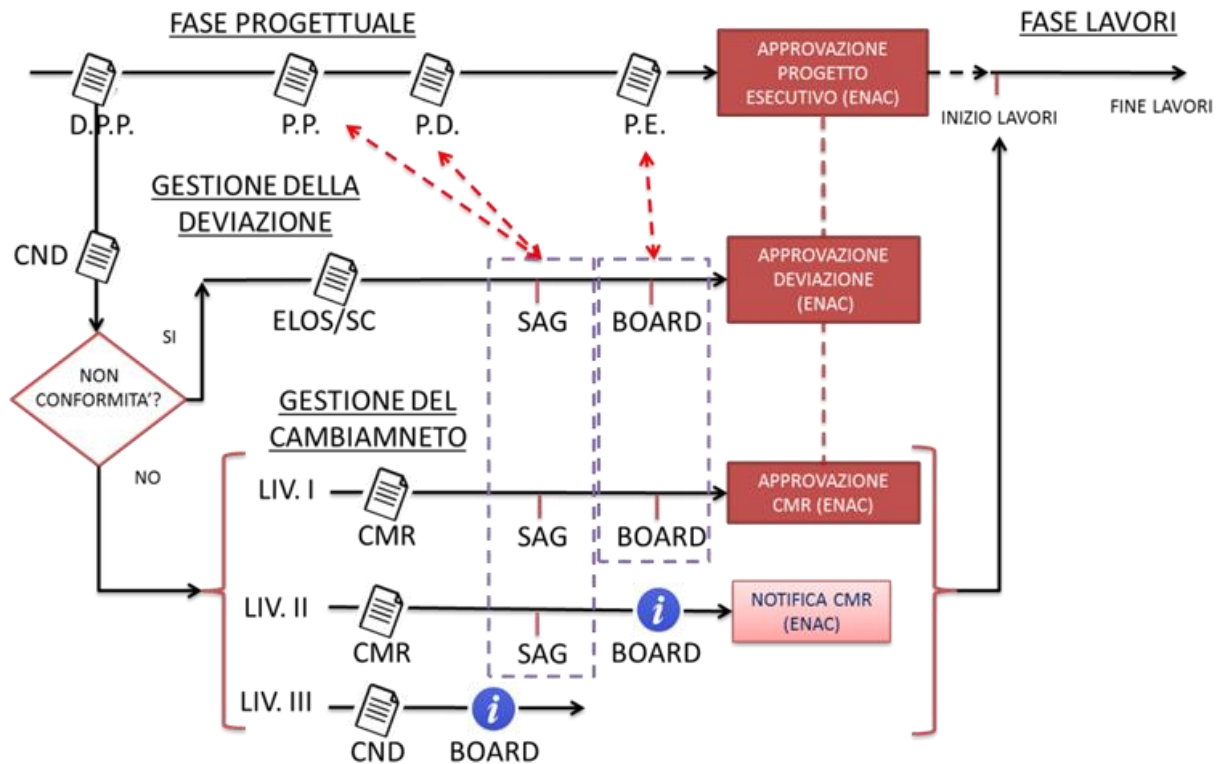 FASE PROGETTUALE
FASE LAVORI
APPROVAZIONE
PROGETTO
ESECUTIVO (ENAC)
D.P.P.
P.P.
P.D.
P.E.
INIZIO LAVORI
FINE LAVORI
GESTIONE DELLA
DEVIAZIONE
CND
ELOS/SC
SAG
BOARD
APPROVAZIONE
DEVIAZIONE
(ENAC)
SI
NON
CONFORMITA'?
NO
GESTIONE DEL
CAMBIAMNETO
LIV. I
CMR
SAG
BOARD
APPROVAZIONE
CMR (ENAC)
LIV. II
CMR
SAG
i
BOARD
NOTIFICA CMR
(ENAC)
LIV. III
CND
i
BOARD